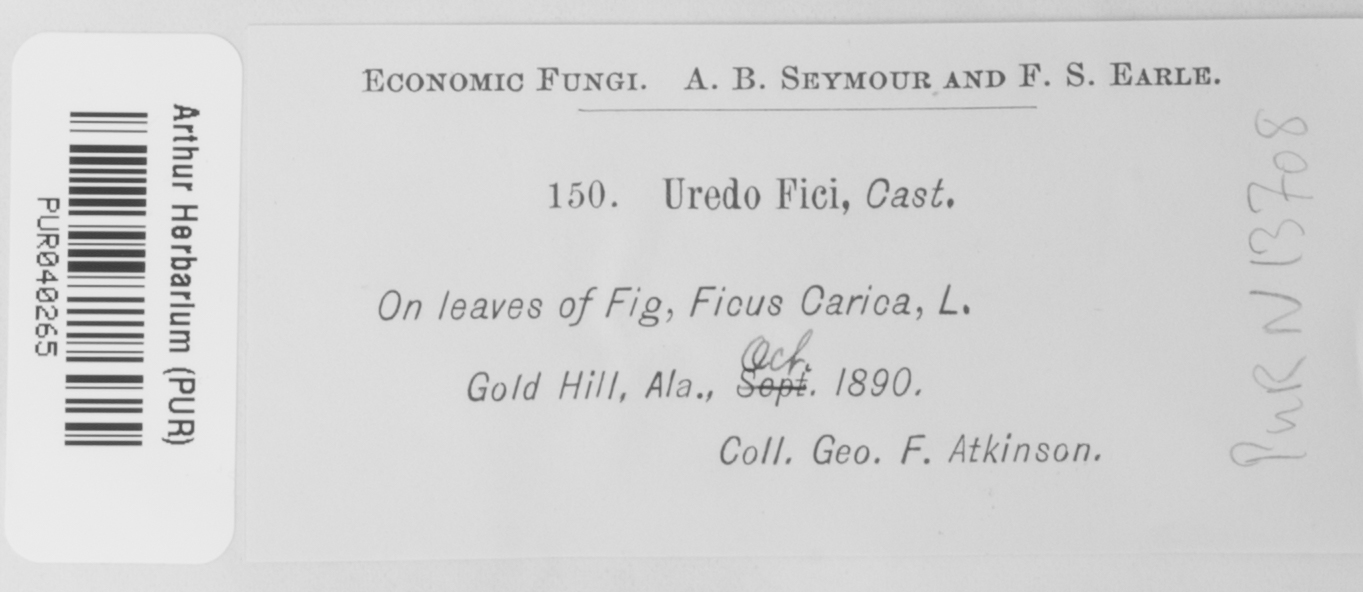 Arthur Herbarium (PUR)
PUR040265
ECONOMIC FUNGI. A. B. SEYMOUR AND F. S. EARLE.
150. Uredo Fici, Cast.
On leaves of Fig, Ficus Carica, L.
Oct.
Gold Hill, Ala., Sept. 1890.
Coll. Geo. F. Atkinson.
PUR N 13708